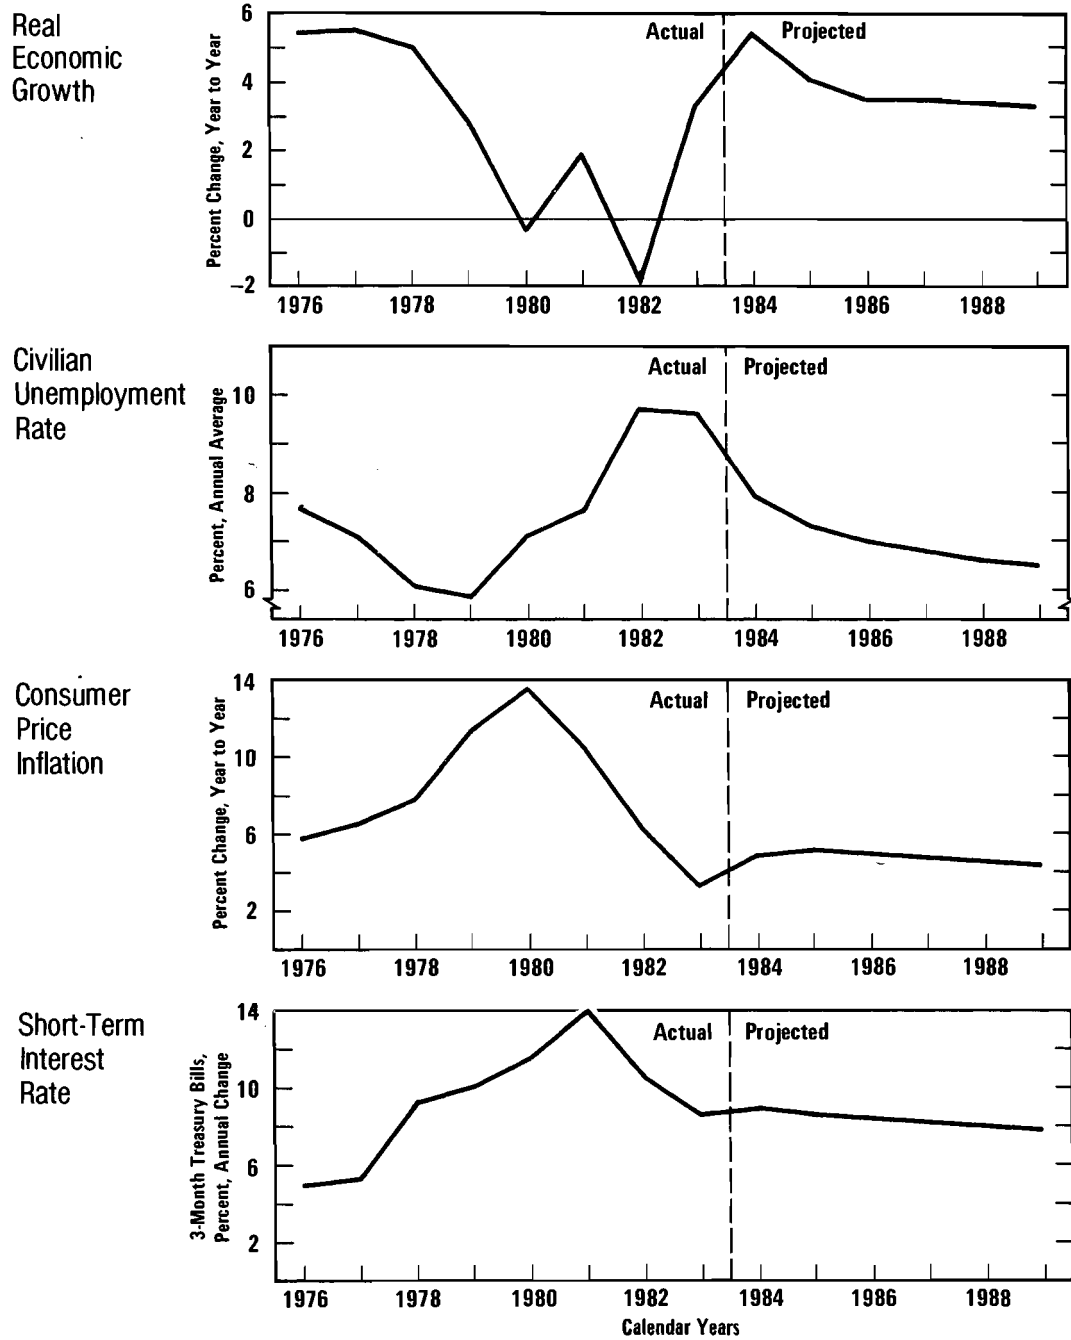 Real
Economic
Growth
Percent Change, Year to Year
6
4
2
0
–2
Actual
Projected
1976 1978 1980 1982 1984 1986 1988
Civilian
Unemployment
Rate
Percent, Annual Average
10
8
6
Actual
Projected
1976 1978 1980 1982 1984 1986 1988
Consumer
Price
Inflation
Percent Change, Year to Year
14
10
6
2
Actual
Projected
1976 1978 1980 1982 1984 1986 1988
Short-Term
Interest
Rate
3-Month Treasury Bills,
Percent, Annual Change
14
10
6
2
Actual
Projected
1976 1978 1980 1982 1984 1986 1988
Calendar Years